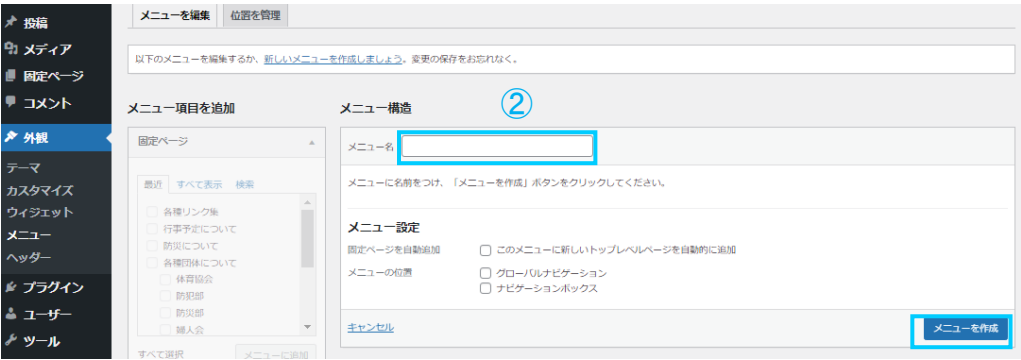 投稿
メディア
固定ページ
コメント
外観
テーマ
カスタマイズ
ウィジェット
メニュー
ヘッダー
プラグイン
ユーザー
ツール
メニューを編集 位置を管理
以下のメニューを編集するか、新しいメニューを作成しましょう。変更の保存をお忘れなく。
メニュー項目を追加
固定ページ
最近 すべて表示 検索
各種リンク集
行事予定について
防災について
各種団体について
体育協会
防犯部
防災部
婦人会
すべて選択 メニューに追加
メニュー構造
②
メニュー名
メニューに名前をつけ、「メニューを作成」ボタンをクリックしてください。
メニュー設定
固定ページを自動追加 このメニューに新しいトップレベルページを自動的に追加
メニューの位置 グローバルナビゲーション
ナビゲーションボックス
キャンセル メニューを作成